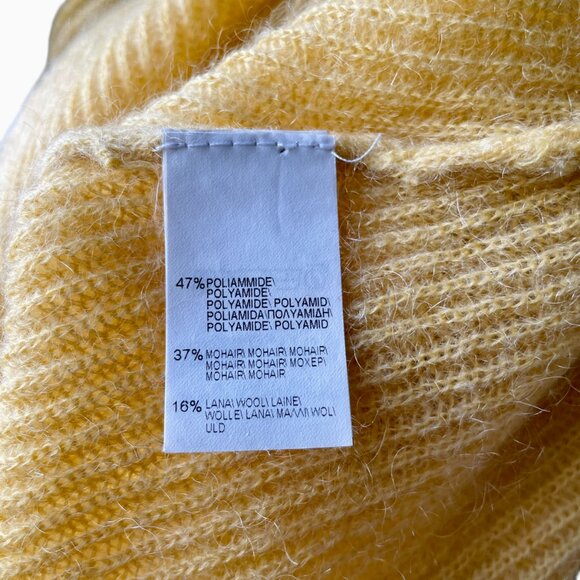 47% POLIAMMIDE\
POLYAMIDE\
POLYAMIDE\ POLYAMID\
POLIAMIDA\ ΠΟΛΥΑΜΙΔΗ\
POLYAMIDE\ POLYAMID
37% MOHAIR\ MOHAIR\ MOHAIR\
MOHAIR\ MOHAIR\ MOXEP\
MOHAIR\ MOHAIR
16% LANA\ WOOL\ LAINE\
WOLLE\ LANA\ ΜΑΛΛΙ\ WOL\
ULD